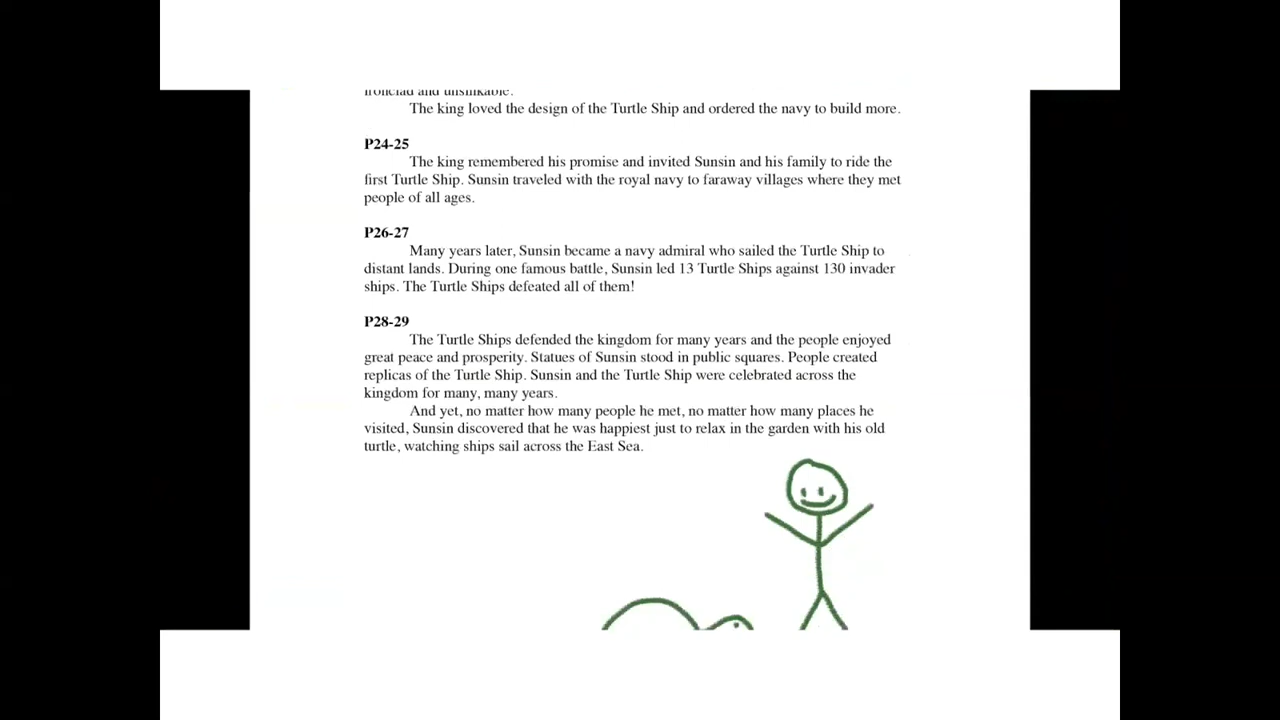 ironclad and unsinkable.
The king loved the design of the Turtle Ship and ordered the navy to build more.
P24-25
The king remembered his promise and invited Sunsin and his family to ride the
first Turtle Ship. Sunsin traveled with the royal navy to faraway villages where they met
people of all ages.
P26-27
Many years later, Sunsin became a navy admiral who sailed the Turtle Ship to
distant lands. During one famous battle, Sunsin led 13 Turtle Ships against 130 invader
ships. The Turtle Ships defeated all of them!
P28-29
The Turtle Ships defended the kingdom for many years and the people enjoyed
great peace and prosperity. Statues of Sunsin stood in public squares. People created
replicas of the Turtle Ship. Sunsin and the Turtle Ship were celebrated across the
kingdom for many, many years.
And yet, no matter how many people he met, no matter how many places he
visited, Sunsin discovered that he was happiest just to relax in the garden with his old
turtle, watching ships sail across the East Sea.